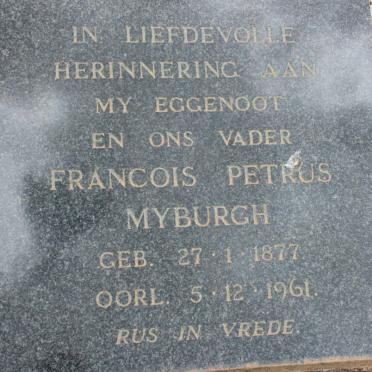 IN LIEFDEVOLLE
HERINNERING AAN
MY EGGENOOT
EN ONS VADER
FRANCOIS PETRUS
MYBURGH
GEB. 27·1·1877
OORL. 5·12·1961.
RUS IN VREDE.